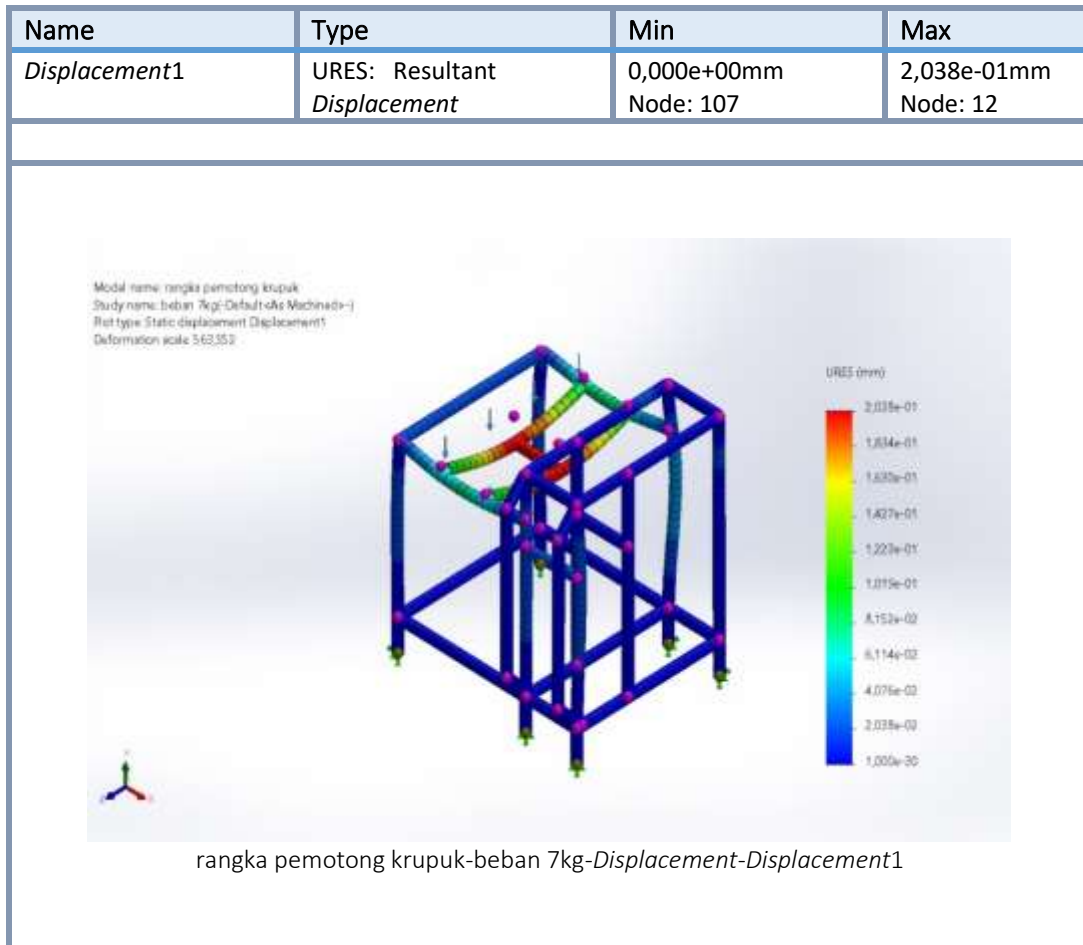 Name Type Min Max
Displacement1 URES: Resultant 0,000e+00mm 2,038e-01mm
Displacement Node: 107 Node: 12
Model name: rangka pemotong krupuk
Study name: beban 7kg(-Default<As Machined>-)
Plot type: Static displacement Displacement1
Deformation scale: 563,353
URES (mm)
2,038e-01
1,834e-01
1,630e-01
1,427e-01
1,223e-01
1,019e-01
8,152e-02
6,114e-02
4,076e-02
2,038e-02
1,000e-30
rangka pemotong krupuk-beban 7kg-Displacement-Displacement1